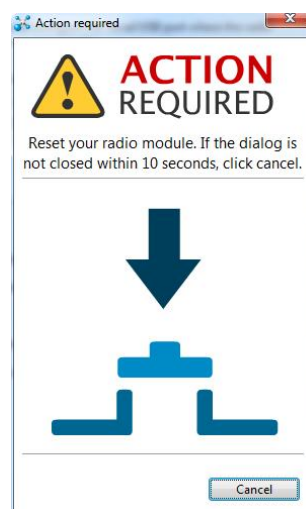 Action required
ACTION
REQUIRED
Reset your radio module. If the dialog is
not closed within 10 seconds, click cancel.
Cancel